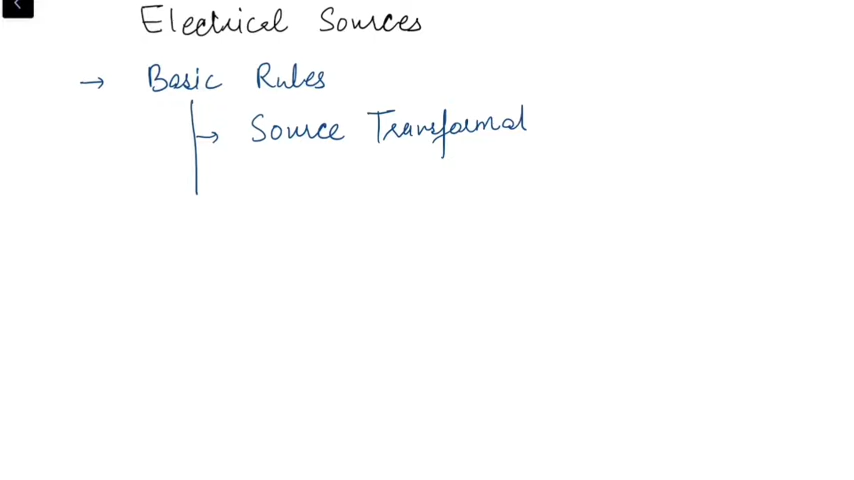 Electrical Sources
→ Basic Rules
→ Source Transformat